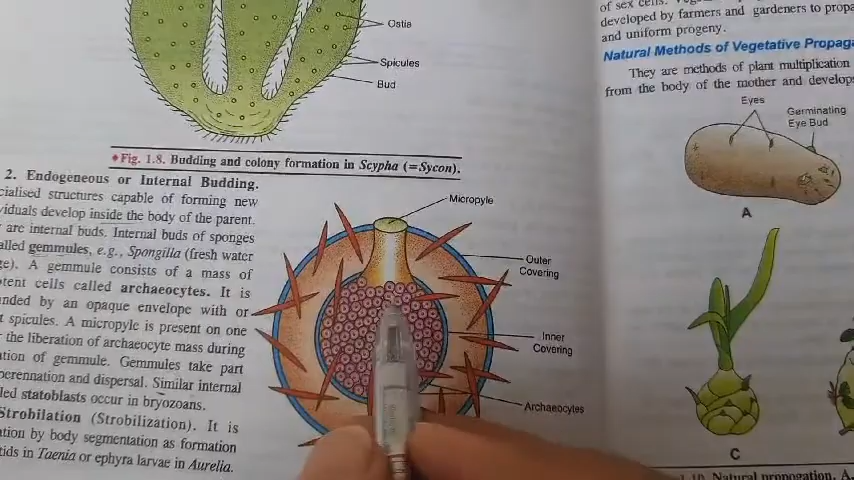 Ostia
Spicules
Bud
♦Fig. 1.8. Budding and colony formation in Scypha (=Sycon).
2. Endogeneous or Internal Budding.
cialised structures capable of forming new
viduals develop inside the body of the parent.
are internal buds. Internal buds of sponges
alled gemmules, e.g., Spongilla (fresh water
ge). A gemmule consists of a mass of
tent cells called archaeocytes. It is
nded by an opaque envelope with or
t spicules. A micropyle is present on one
the liberation of archaeocyte mass during
ation of gemmule. Gemmules take part
perennation and dispersal. Similar internal
led statoblasts occur in bryozoans.
Strobilation (Strobilization). It is
ation by body segmentation as formation
tids in Taenia or ephyra larvae in Aurelia.
Micropyle
Outer
Covering
Inner
Covering
Archaeocytes
of sex cells.
developed by farmers and gardeners to propa
and uniform progeny.
Natural Methods of Vegetative Propaga
They are methods of plant multiplication
from the body of the mother and develops
Eyes
Germinating
Eye Bud
A
C
1.10. Natural propogation. A.